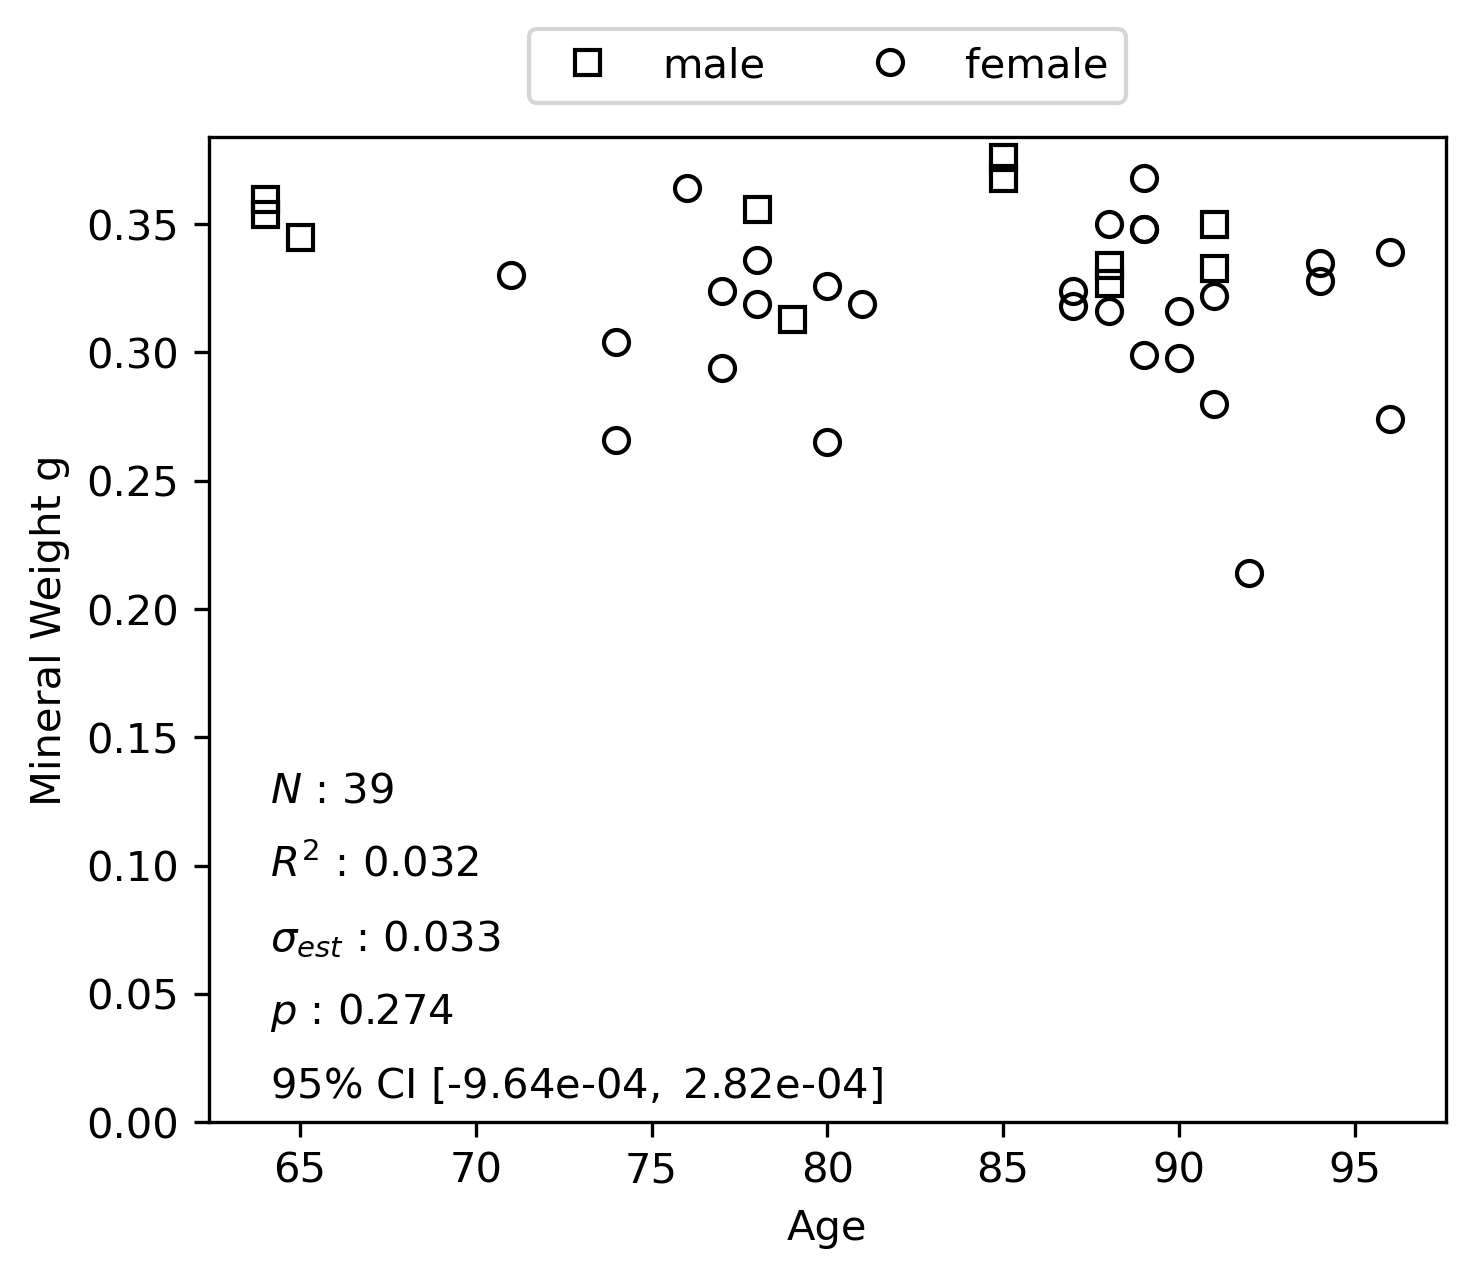 male female
0.35
0.30
0.25
0.20
0.15
0.10
0.05
0.00
Mineral Weight g
N : 39
R² : 0.032
σ_est : 0.033
p : 0.274
95% CI [-9.64e-04, 2.82e-04]
65 70 75 80 85 90 95
Age